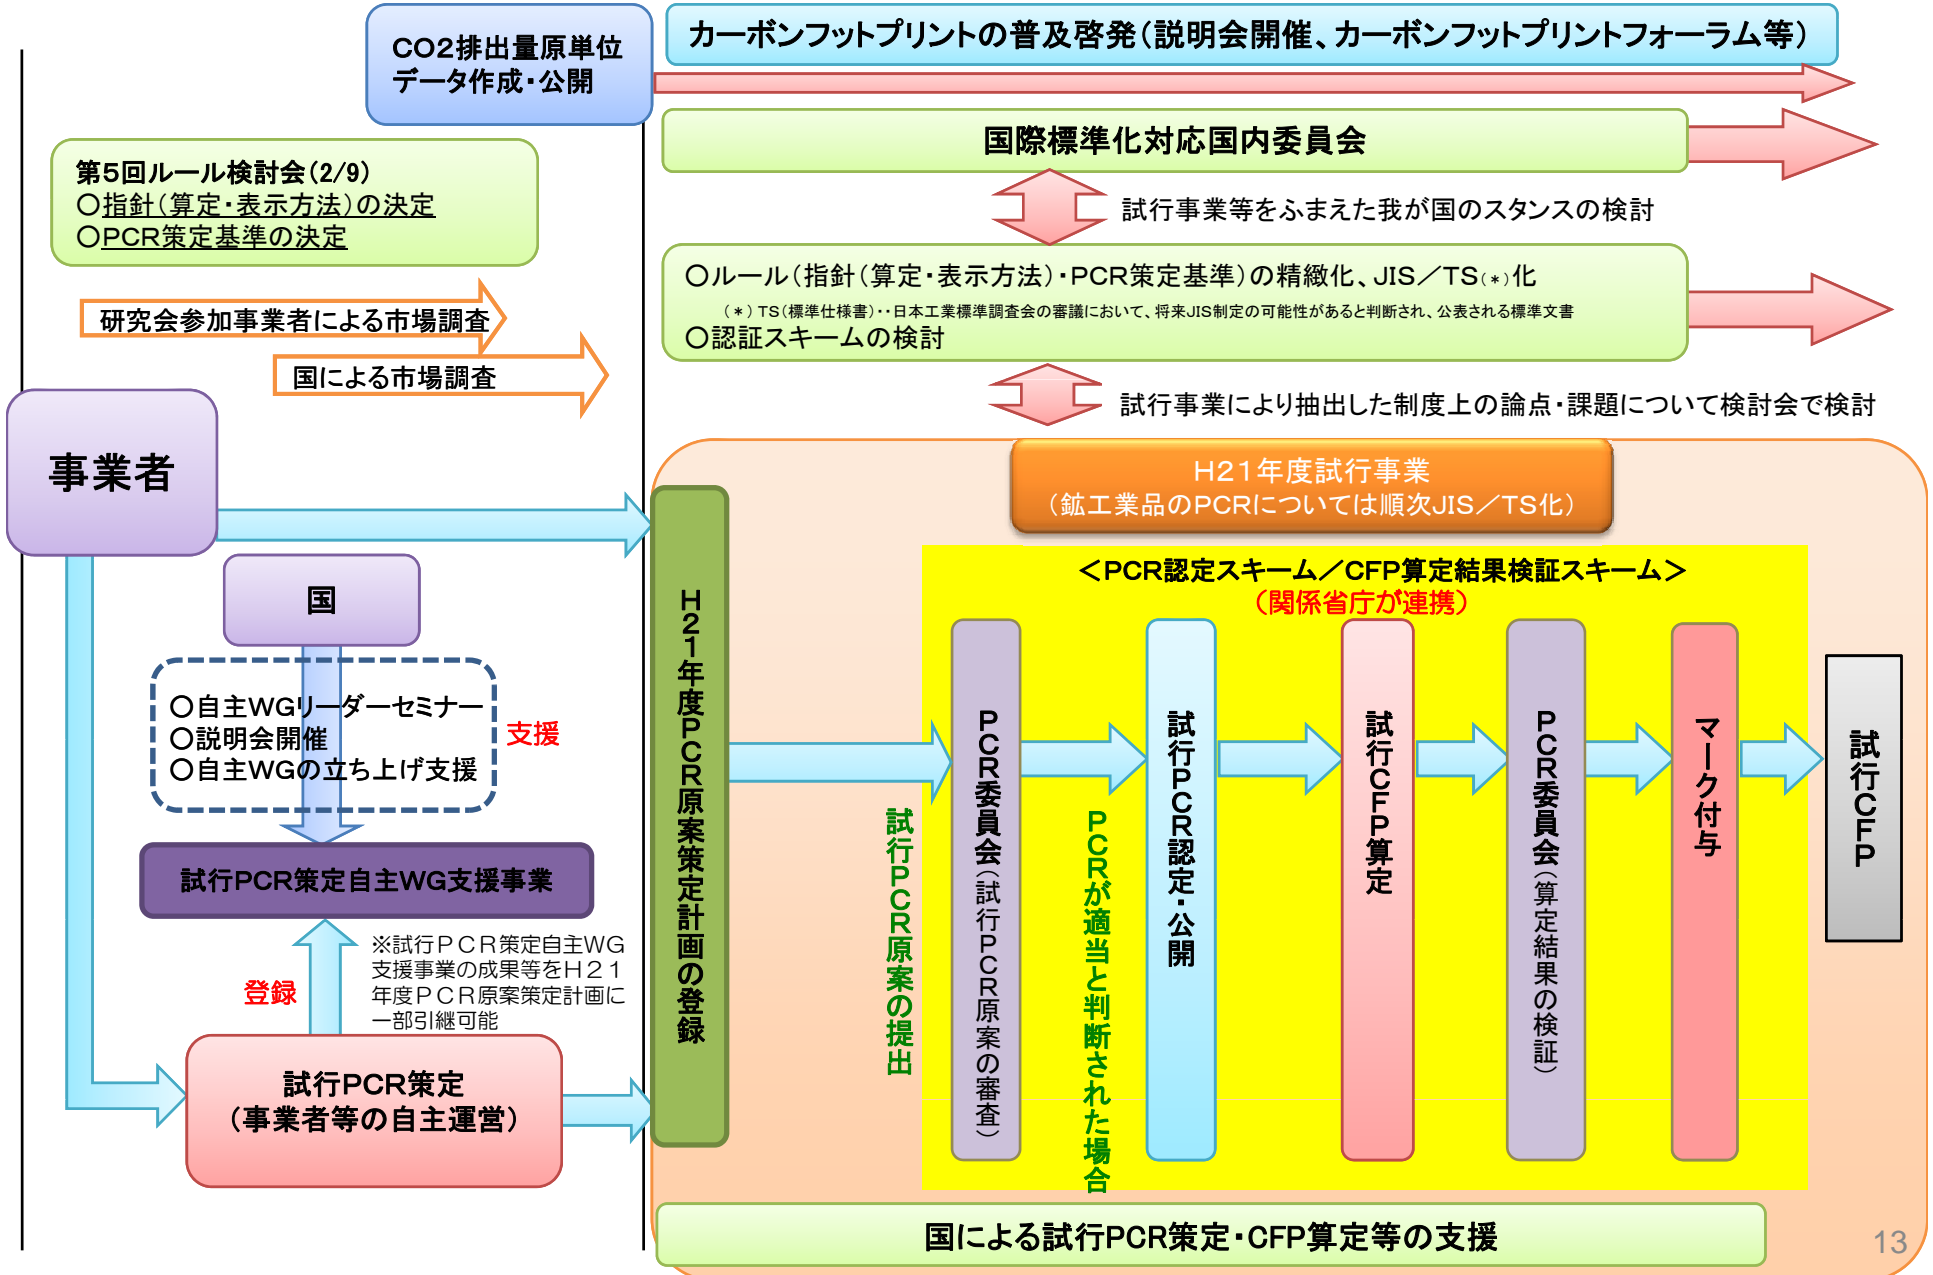 CO2排出量原単位
データ作成・公開
カーボンフットプリントの普及啓発(説明会開催、カーボンフットプリントフォーラム等)
国際標準化対応国内委員会
第5回ルール検討会(2/9)
〇指針(算定・表示方法)の決定
〇PCR策定基準の決定
試行事業等をふまえた我が国のスタンスの検討
〇ルール(指針(算定・表示方法)・PCR策定基準)の精緻化、JIS/TS(*)化
(*)TS(標準仕様書)・・日本工業標準調査会の審議において、将来JIS制定の可能性があると判断され、公表される標準文書
〇認証スキームの検討
研究会参加事業者による市場調査
国による市場調査
試行事業により抽出した制度上の論点・課題について検討会で検討
事業者
H21年度試行事業
(鉱工業品のPCRについては順次JIS/TS化)
国
〇自主WGリーダーセミナー
〇説明会開催
〇自主WGの立ち上げ支援
支援
試行PCR策定自主WG支援事業
登録
※試行PCR策定自主WG
支援事業の成果等をH21
年度PCR原案策定計画に
一部引継可能
試行PCR策定
(事業者等の自主運営)
H21年度PCR原案策定計画の登録
<PCR認定スキーム/CFP算定結果検証スキーム>
(関係省庁が連携)
試行PCR原案の提出
PCR委員会(試行PCR原案の審査)
PCRが適当と判断された場合
試行PCR認定・公開
試行CFP算定
PCR委員会(算定結果の検証)
マーク付与
試行CFP
国による試行PCR策定・CFP算定等の支援
13